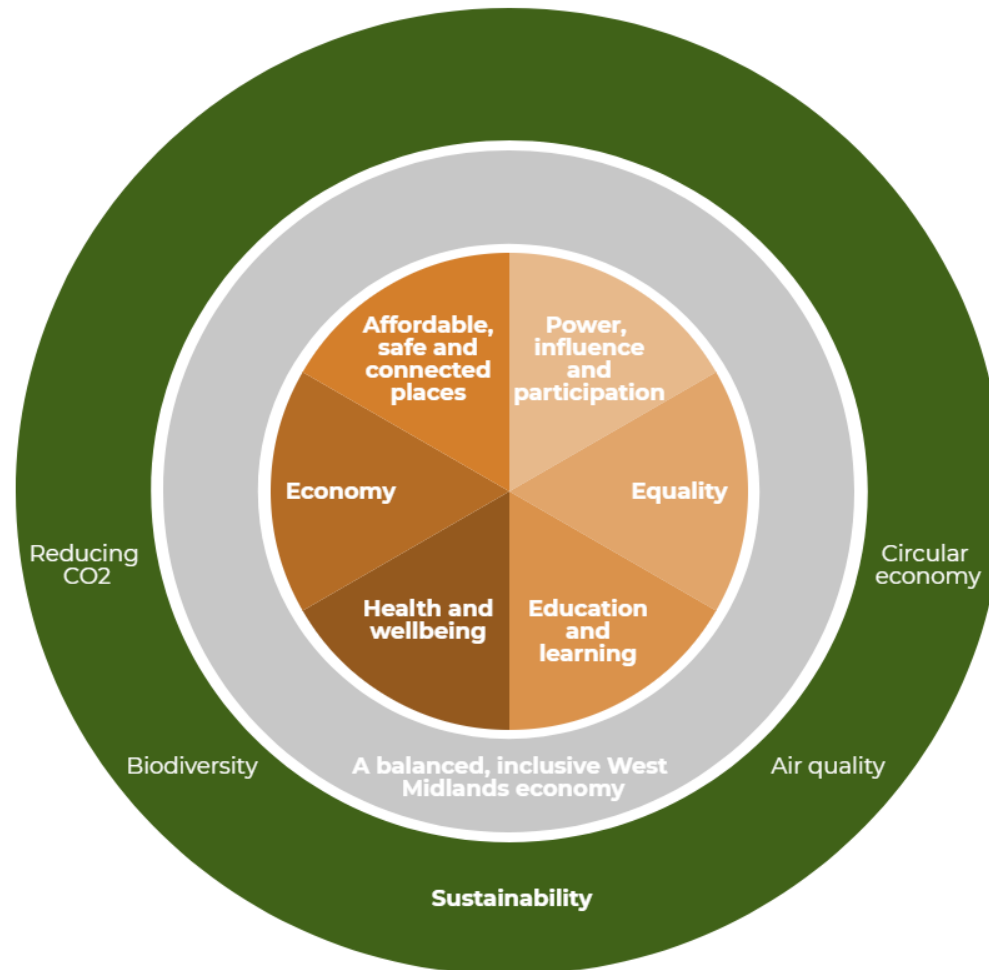 Affordable,
safe and
connected
places
Power,
influence
and
participation
Economy
Equality
Health and
wellbeing
Education
and
learning
Reducing
CO2
Circular
economy
Biodiversity
A balanced, inclusive West
Midlands economy
Air quality
Sustainability